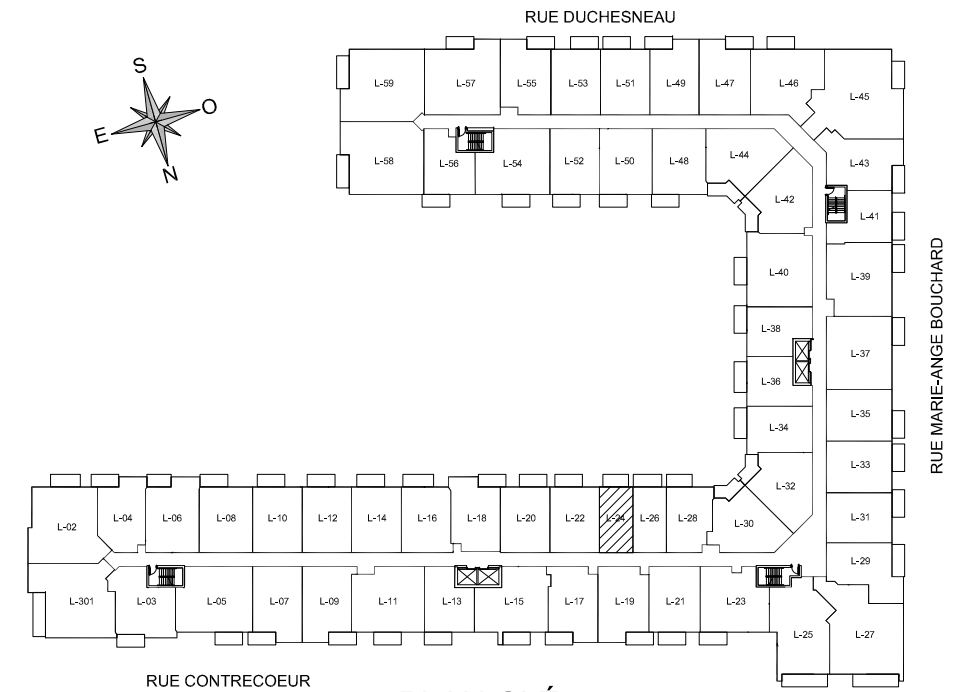 RUE DUCHESNEAU
S
O
E
N
L-59 L-57 L-55 L-53 L-51 L-49 L-47 L-46 L-45
L-58 L-56 L-54 L-52 L-50 L-48 L-44 L-43
L-42 L-41
L-40 L-39
L-38
L-37
L-36
L-35
L-34
L-33
L-32
L-31
L-02 L-04 L-06 L-08 L-10 L-12 L-14 L-16 L-18 L-20 L-22 L-24 L-26 L-28 L-30
L-29
L-301 L-03 L-05 L-07 L-09 L-11 L-13 L-15 L-17 L-19 L-21 L-23
L-25 L-27
RUE MARIE-ANGE BOUCHARD
RUE CONTRECOEUR